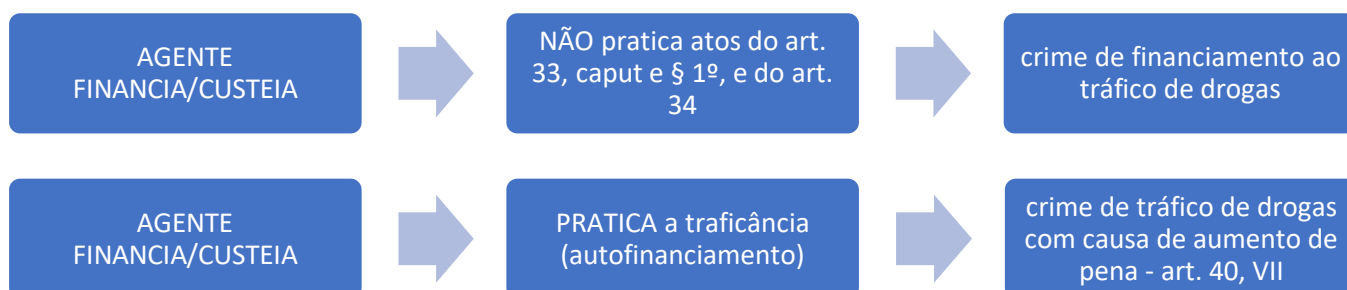 AGENTE
FINANCIA/CUSTEIA
NÃO pratica atos do art.
33, caput e § 1º, e do art.
34
crime de financiamento ao
tráfico de drogas
AGENTE
FINANCIA/CUSTEIA
PRATICA a traficância
(autofinanciamento)
crime de tráfico de drogas
com causa de aumento de
pena - art. 40, VII